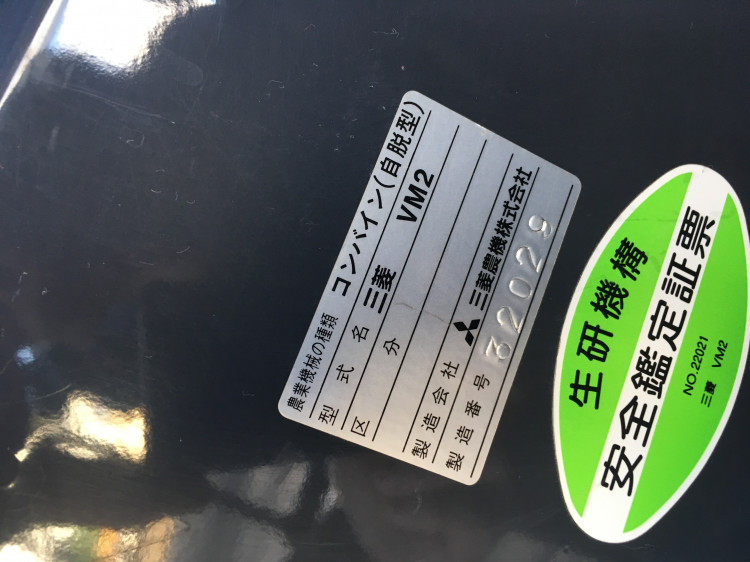 農業機械の種類 コンバイン(自脱型)
型式名 三菱 VM2
区分
製造会社 三菱農機株式会社
製造番号 32029
生研機構
安全鑑定証票
NO.22021
三菱 VM2